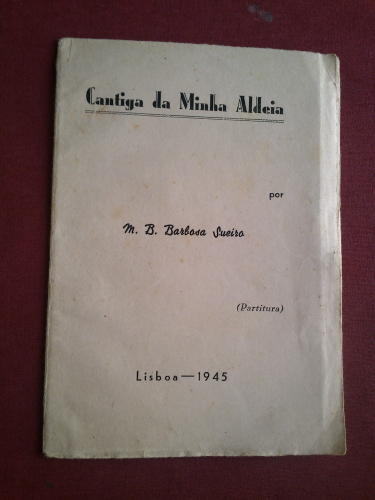 Cantiga da Minha Aldeia
por
M. B. Barbosa Sueiro
(Partitura)
Lisboa — 1945